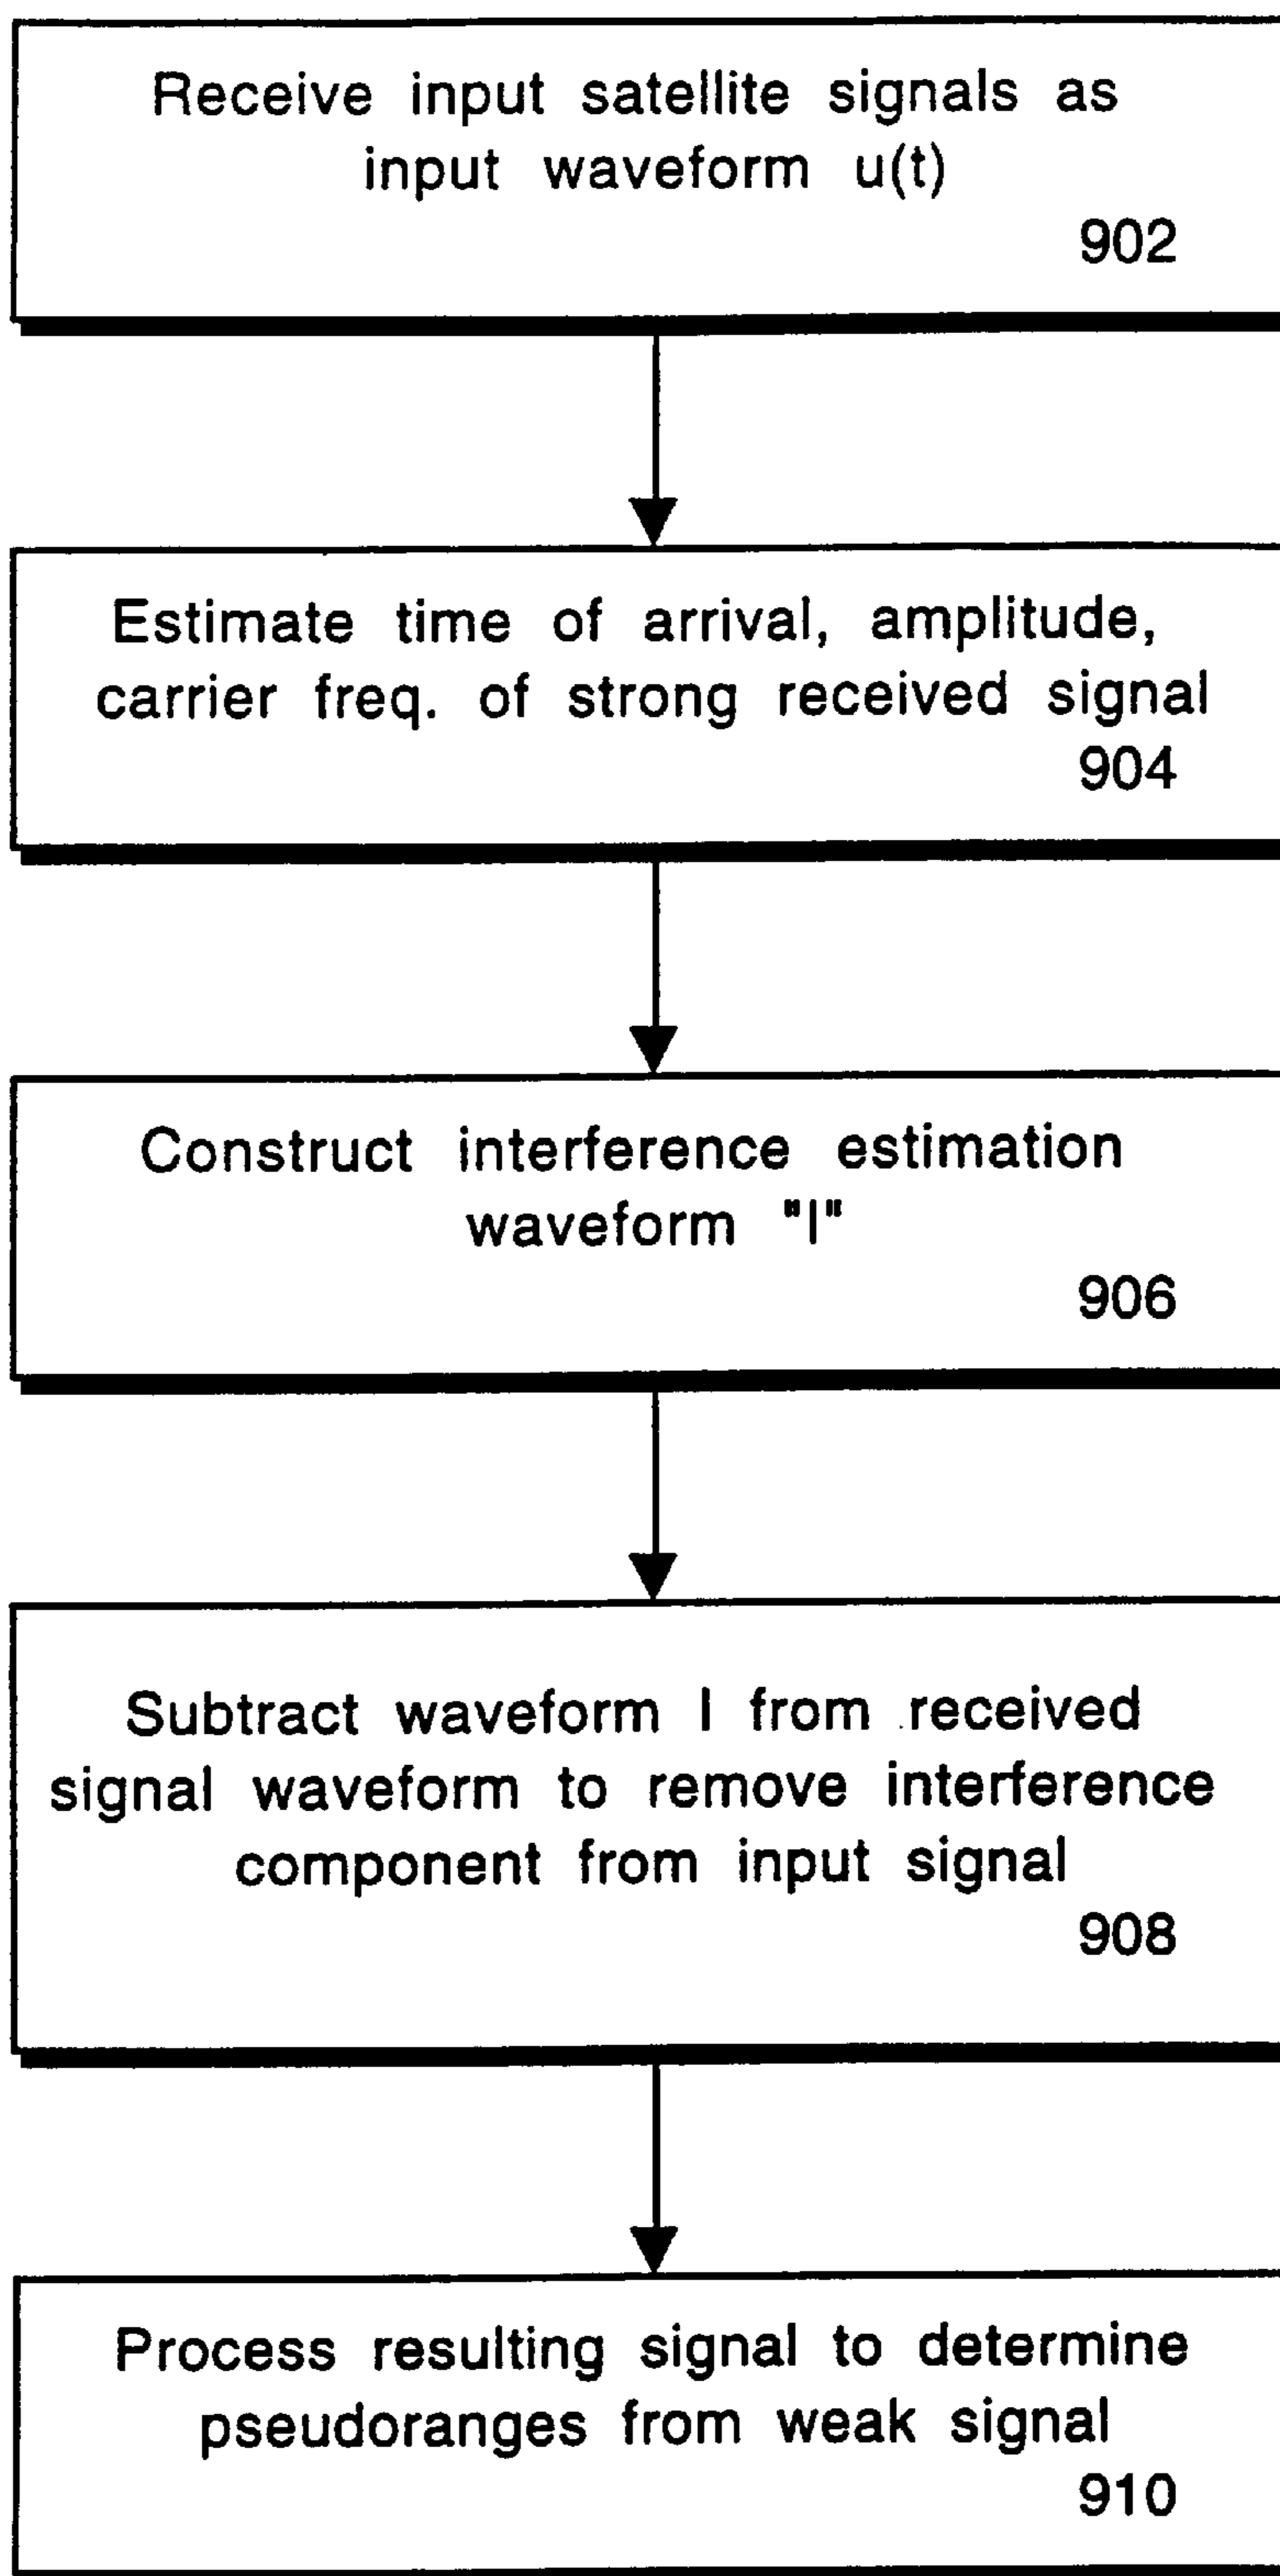 Receive input satellite signals as
input waveform u(t)
902
Estimate time of arrival, amplitude,
carrier freq. of strong received signal
904
Construct interference estimation
waveform "I"
906
Subtract waveform I from received
signal waveform to remove interference
component from input signal
908
Process resulting signal to determine
pseudoranges from weak signal
910